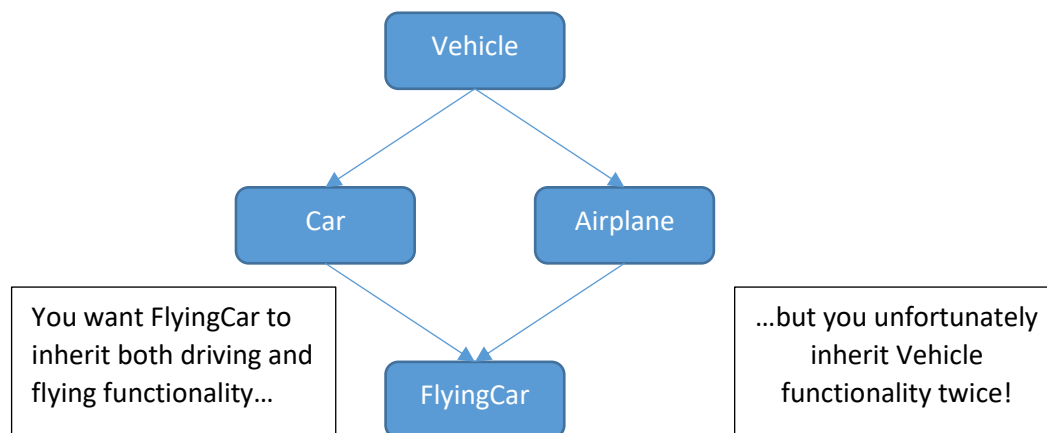 Vehicle
Car
Airplane
You want FlyingCar to
inherit both driving and
flying functionality…
…but you unfortunately
inherit Vehicle
functionality twice!
FlyingCar